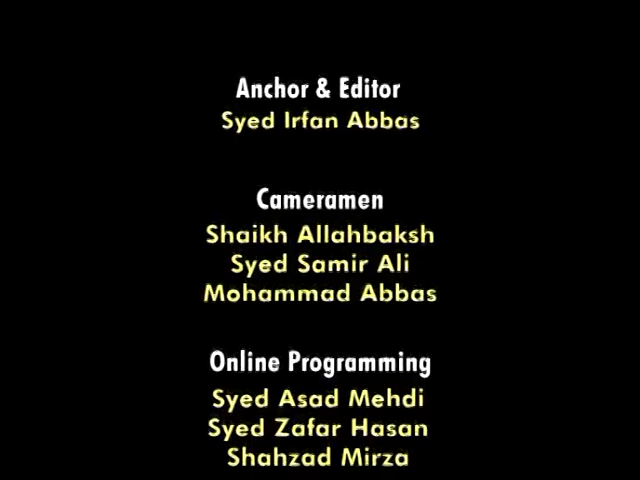 Anchor & Editor
Syed Irfan Abbas
Cameramen
Shaikh Allahbaksh
Syed Samir Ali
Mohammad Abbas
Online Programming
Syed Asad Mehdi
Syed Zafar Hasan
Shahzad Mirza